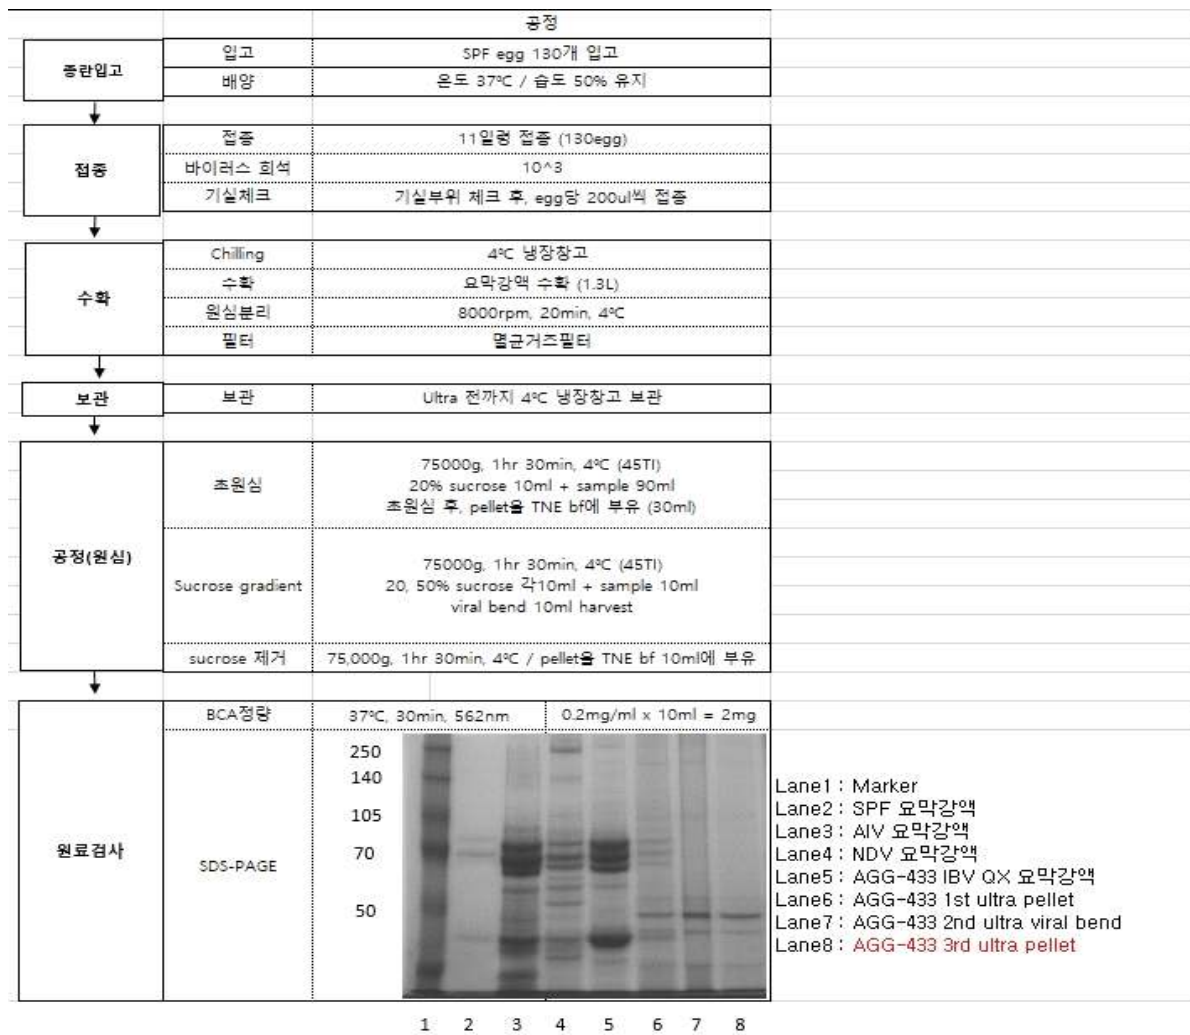 공정
종란입고
입고
SPF egg 130개 입고
배양
온도 37℃ / 습도 50% 유지
접종
접종
11일령 접종 (130egg)
바이러스 희석
10^3
기실체크
기실부위 체크 후, egg당 200ul씩 접종
수확
Chilling
4℃ 냉장창고
수확
요막강액 수확 (1.3L)
원심분리
8000rpm, 20min, 4℃
필터
멸균거즈필터
보관
보관
Ultra 전까지 4℃ 냉장창고 보관
공정(원심)
초원심
75000g, 1hr 30min, 4℃ (45TI)
20% sucrose 10ml + sample 90ml
초원심 후, pellet을 TNE bf에 부유 (30ml)
Sucrose gradient
75000g, 1hr 30min, 4℃ (45TI)
20, 50% sucrose 각10ml + sample 10ml
viral bend 10ml harvest
sucrose 제거
75,000g, 1hr 30min, 4℃ / pellet을 TNE bf 10ml에 부유
원료검사
BCA정량
37℃, 30min, 562nm
0.2mg/ml x 10ml = 2mg
SDS-PAGE
250
140
105
70
50
1 2 3 4 5 6 7 8
Lane1 : Marker
Lane2 : SPF 요막강액
Lane3 : AIV 요막강액
Lane4 : NDV 요막강액
Lane5 : AGG-433 IBV QX 요막강액
Lane6 : AGG-433 1st ultra pellet
Lane7 : AGG-433 2nd ultra viral bend
Lane8 : AGG-433 3rd ultra pellet